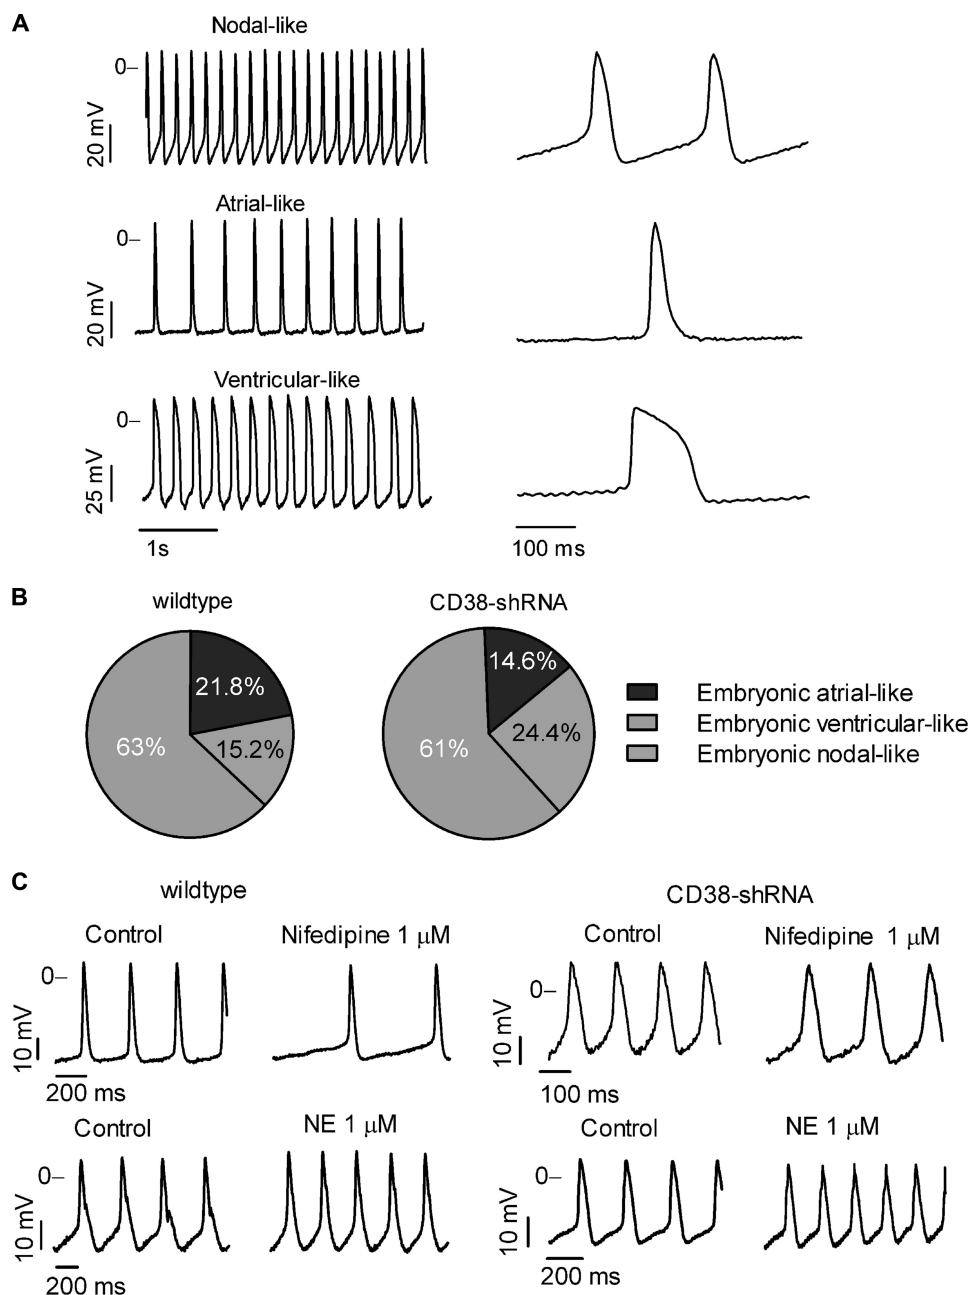 A
Nodal-like
0–
20 mV
Atrial-like
0–
20 mV
Ventricular-like
0–
25 mV
1s
100 ms
B
wildtype
CD38-shRNA
21.8%
63%
15.2%
14.6%
61%
24.4%
Embryonic atrial-like
Embryonic ventricular-like
Embryonic nodal-like
C
wildtype
CD38-shRNA
Control
Nifedipine 1 μM
Control
Nifedipine 1 μM
0–
10 mV
200 ms
0–
10 mV
100 ms
Control
NE 1 μM
Control
NE 1 μM
0–
10 mV
200 ms
0–
10 mV
200 ms